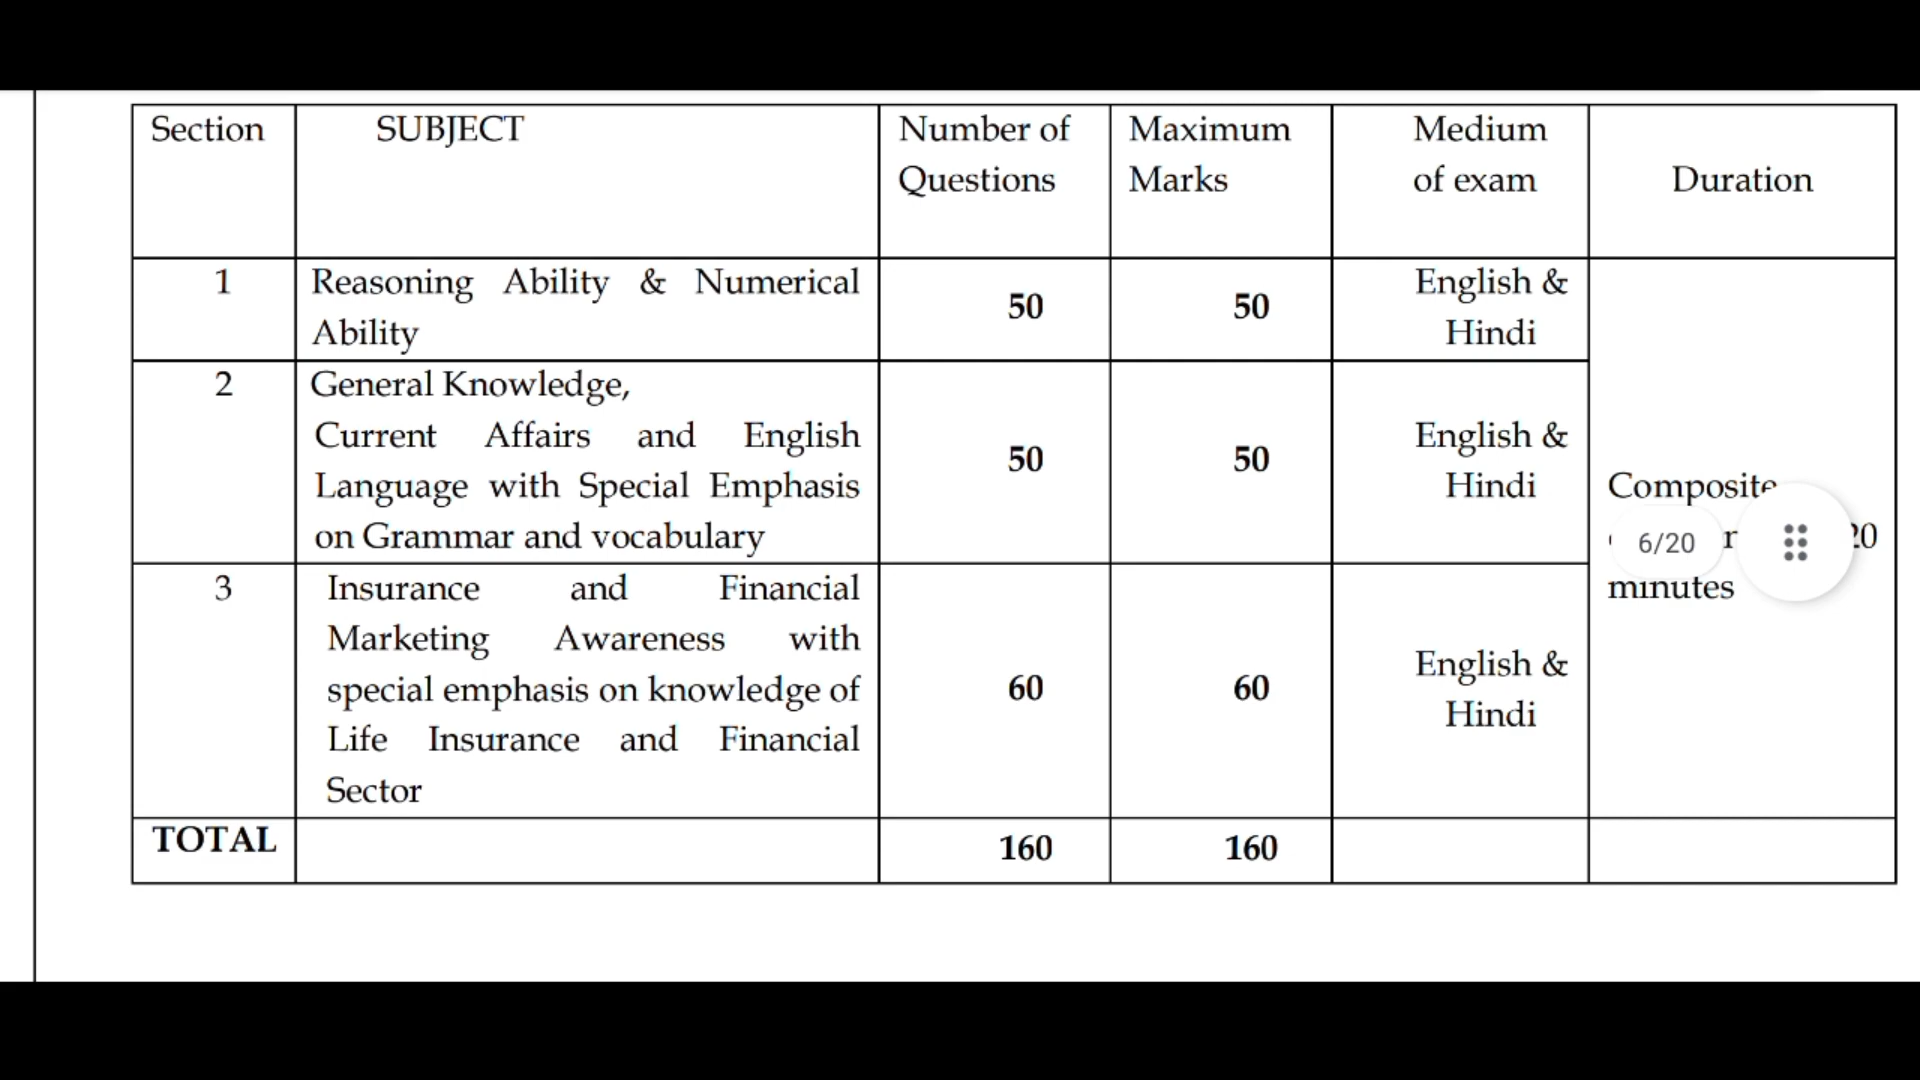 Section SUBJECT Number of Questions Maximum Marks Medium of exam Duration
1 Reasoning Ability & Numerical Ability 50 50 English & Hindi
2 General Knowledge,
Current Affairs and English
Language with Special Emphasis
on Grammar and vocabulary 50 50 English & Hindi
Composite
minutes
6/20
3 Insurance and Financial
Marketing Awareness with
special emphasis on knowledge of
Life Insurance and Financial
Sector 60 60 English & Hindi
TOTAL 160 160